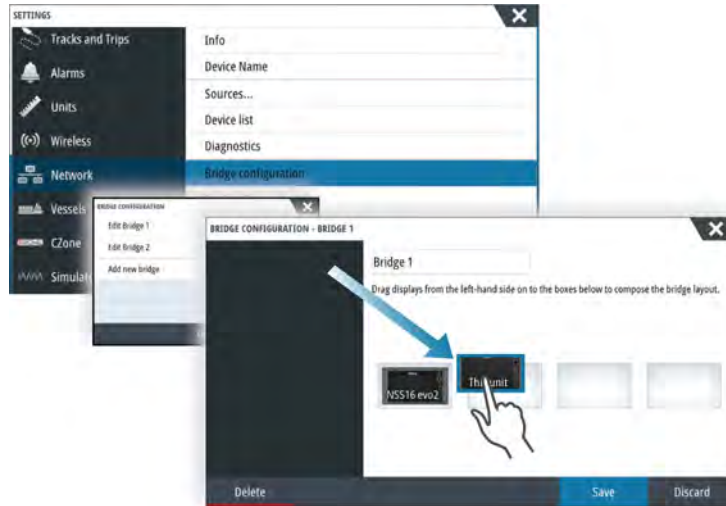 SETTINGS
Tracks and Trips
Alarms
Units
Wireless
Network
Vessels
CZone
Info
Device Name
Sources...
Device list
Diagnostics
Bridge configuration
BRIDGE CONFIGURATION
Edit Bridge 1
Edit Bridge 2
Add new bridge
BRIDGE CONFIGURATION - BRIDGE 1
Bridge 1
Drag displays from the left-hand side on to the boxes below to compose the bridge layout.
NSS16 evo2
unit
Delete
Save
Discard